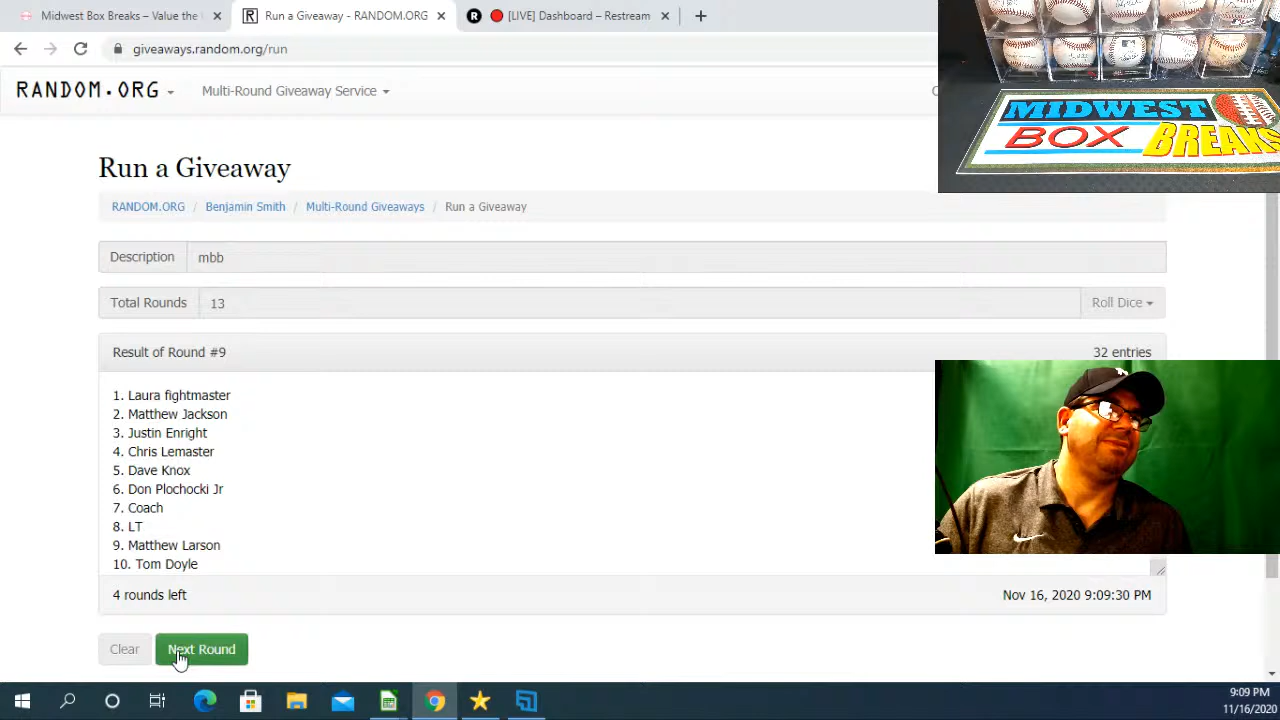 Midwest Box Breaks – Value the
Run a Giveaway - RANDOM.ORG
[LIVE] Dashboard – Restream
giveaways.random.org/run
RANDOM.ORG
Multi-Round Giveaway Service
MIDWEST
BOX
BREAKS
Run a Giveaway
RANDOM.ORG / Benjamin Smith / Multi-Round Giveaways / Run a Giveaway
Description mbb
Total Rounds 13 Roll Dice
Result of Round #9 32 entries
1. Laura fightmaster
2. Matthew Jackson
3. Justin Enright
4. Chris Lemaster
5. Dave Knox
6. Don Plochocki Jr
7. Coach
8. LT
9. Matthew Larson
10. Tom Doyle
4 rounds left Nov 16, 2020 9:09:30 PM
Clear Next Round
9:09 PM
11/16/2020